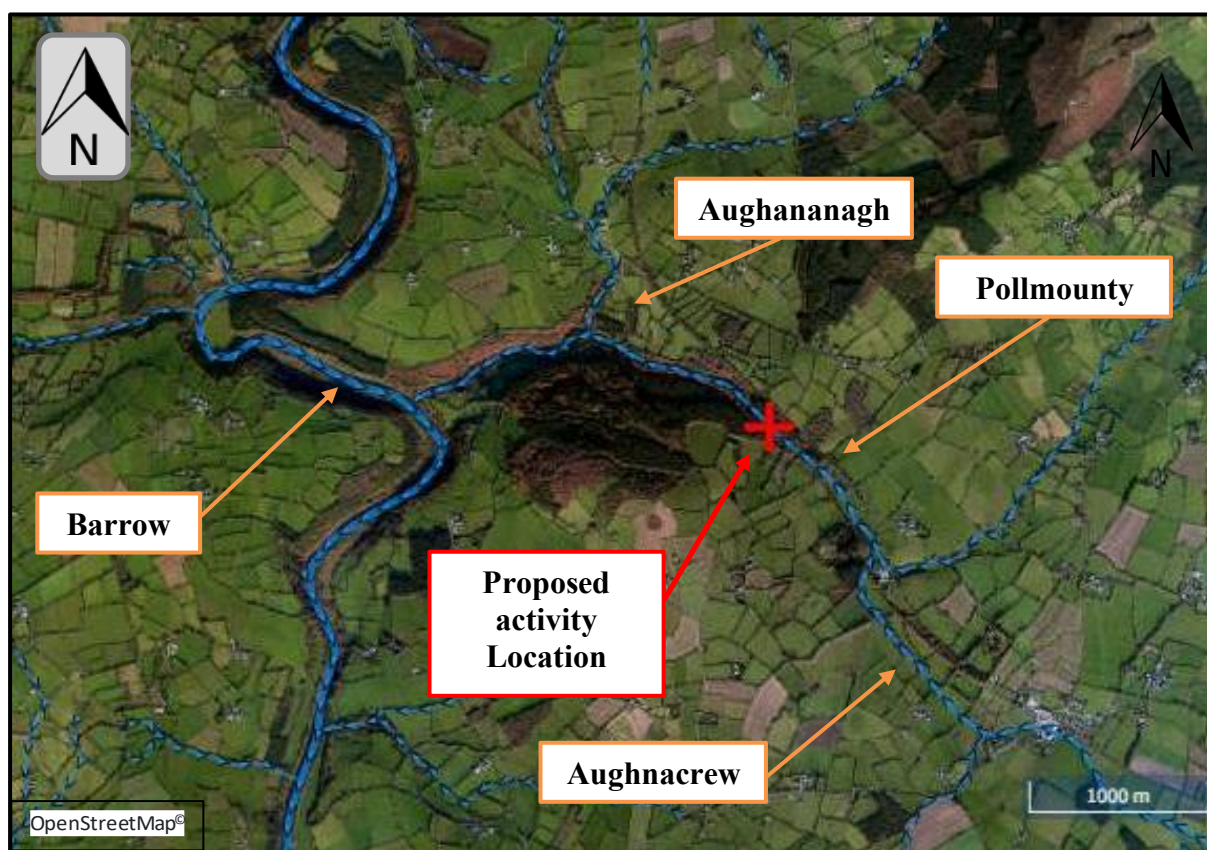 N
N
Aughananagh
Pollmounty
Barrow
Proposed
activity
Location
Aughnacrew
1000 m
OpenStreetMap©